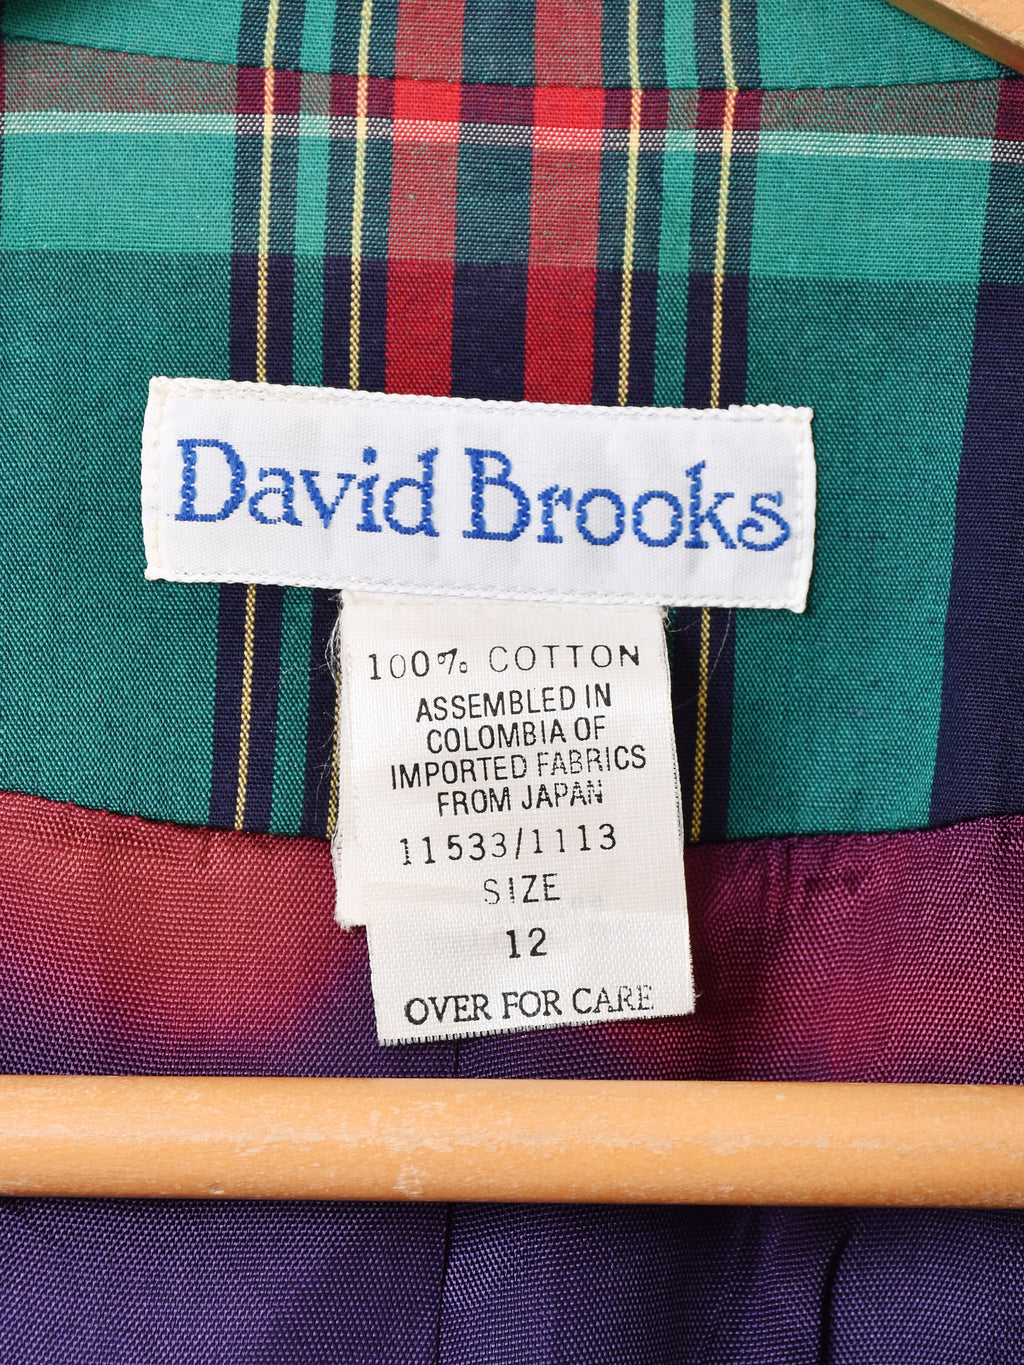 David Brooks
100% COTTON
ASSEMBLED IN
COLOMBIA OF
IMPORTED FABRICS
FROM JAPAN
11533/1113
SIZE
12
OVER FOR CARE